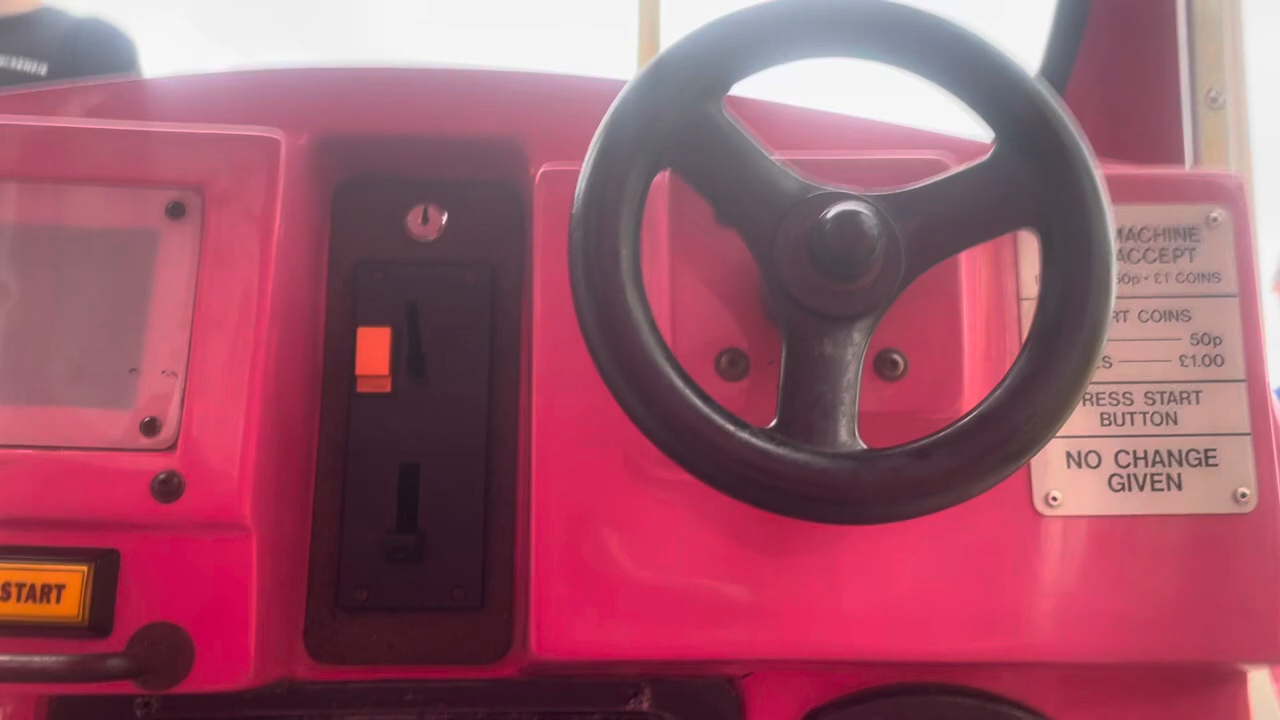 MACHINE
ACCEPT
50p - £1 COINS
RT COINS
50p
S £1.00
RESS START
BUTTON
NO CHANGE
GIVEN
START